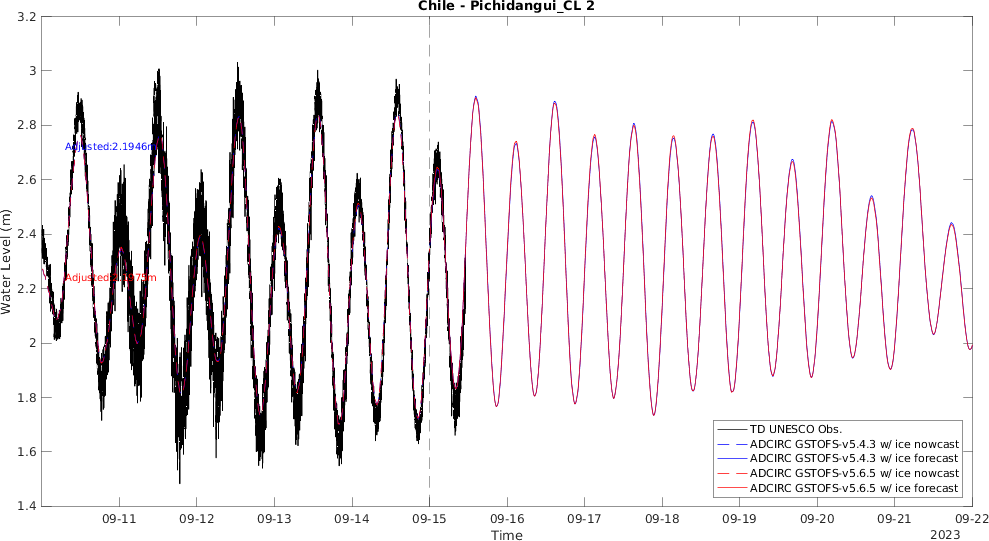 Chile - Pichidangui_CL 2
Water Level (m)
3.2
3
2.8
2.6
2.4
2.2
2
1.8
1.6
1.4
Adjusted:2.1946m
TD UNESCO Obs.
ADCIRC GSTOFS-v5.4.3 w/ ice nowcast
ADCIRC GSTOFS-v5.4.3 w/ ice forecast
ADCIRC GSTOFS-v5.6.5 w/ ice nowcast
ADCIRC GSTOFS-v5.6.5 w/ ice forecast
09-11 09-12 09-13 09-14 09-15 09-16 09-17 09-18 09-19 09-20 09-21 09-22
Time
2023